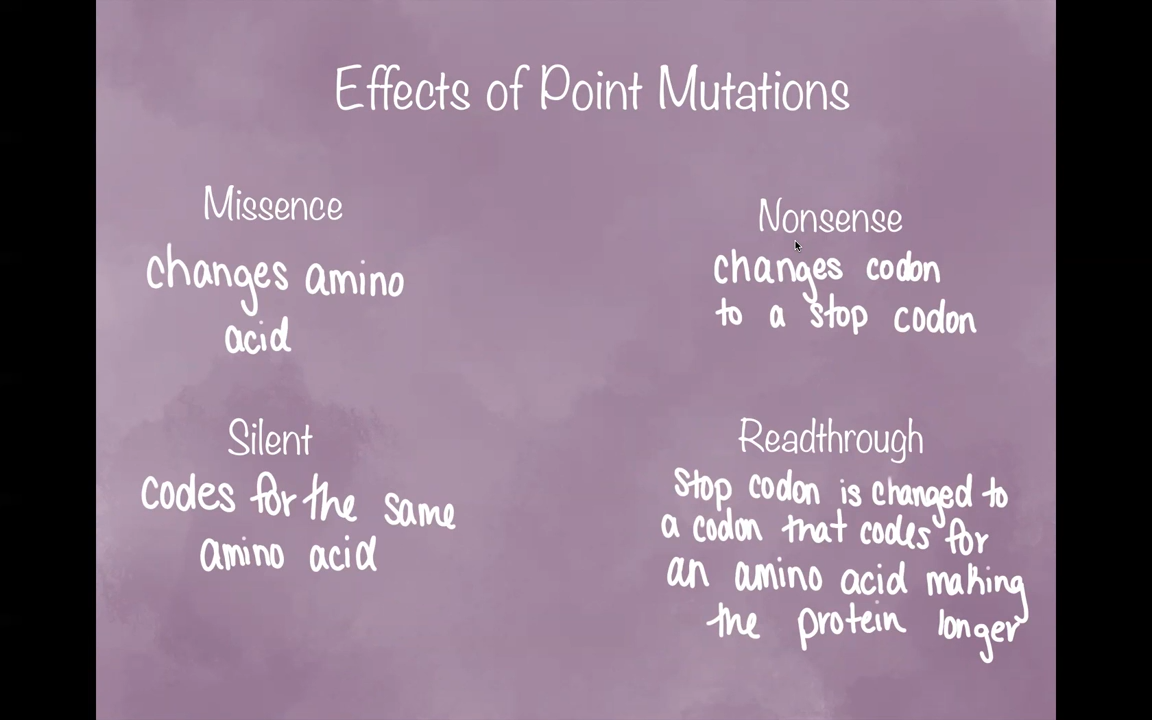 Effects of Point Mutations
Missence
changes amino
acid
Nonsense
changes codon
to a stop codon
Silent
codes for the same
amino acid
Readthrough
stop codon is changed to
a codon that codes for
an amino acid making
the protein longer